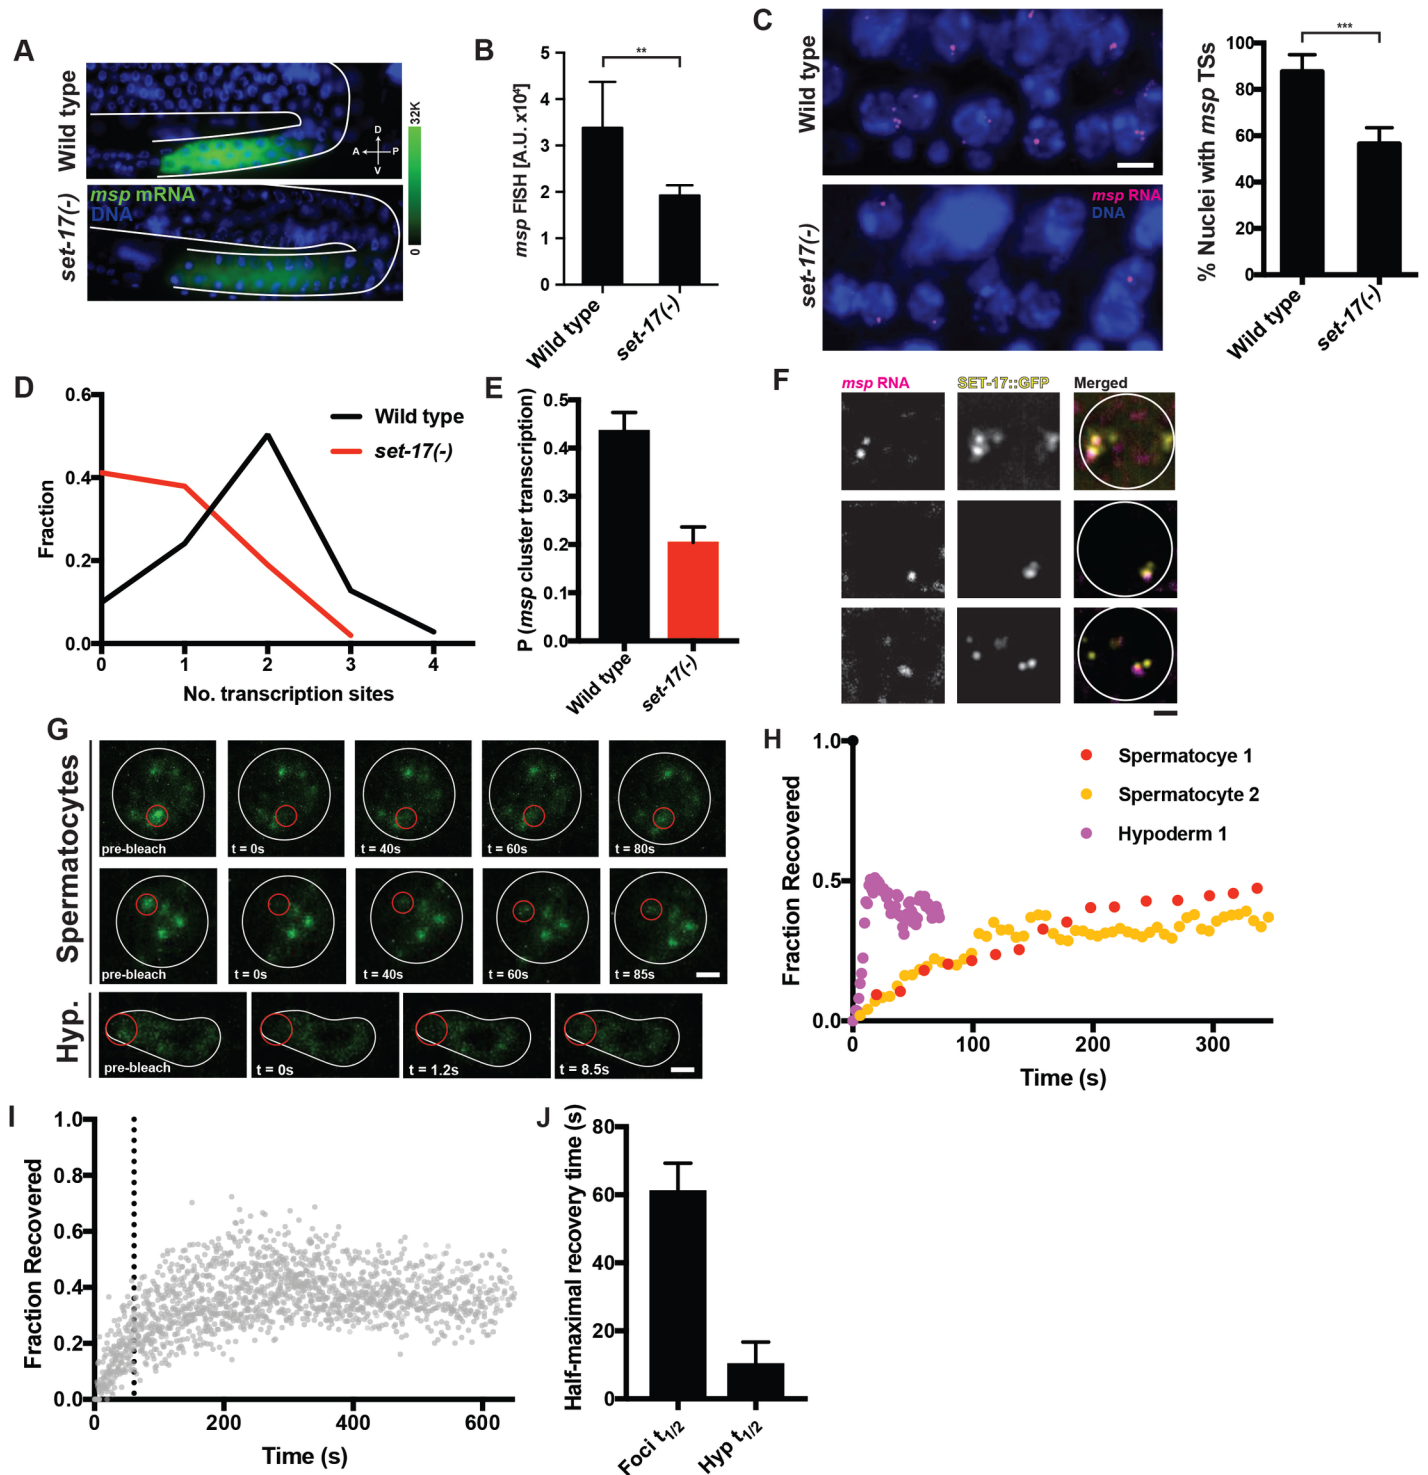 A
Wild type
set-17(-)
D
A
P
V
msp mRNA
DNA
32K
0
B
msp FISH [A.U. x10⁴]
5
4
3
2
1
0
**
Wild type
set-17(-)
C
Wild type
set-17(-)
msp RNA
DNA
% Nuclei with msp TSs
100
80
60
40
20
0
***
Wild type
set-17(-)
D
Fraction
0.6
0.4
0.2
0.0
0 1 2 3 4
No. transcription sites
Wild type
set-17(-)
E
P (msp cluster transcription)
0.5
0.4
0.3
0.2
0.1
0.0
Wild type
set-17(-)
F
msp RNA
SET-17::GFP
Merged
G
Spermatocytes
pre-bleach
t = 0s
t = 40s
t = 60s
t = 80s
pre-bleach
t = 0s
t = 40s
t = 60s
t = 85s
Hyp.
pre-bleach
t = 0s
t = 1.2s
t = 8.5s
H
Fraction Recovered
1.0
0.5
0.0
0 100 200 300
Time (s)
Spermatocye 1
Spermatocyte 2
Hypoderm 1
I
Fraction Recovered
1.0
0.8
0.6
0.4
0.2
0.0
0 200 400 600
Time (s)
J
Half-maximal recovery time (s)
80
60
40
20
0
Foci t1/2
Hyp t1/2